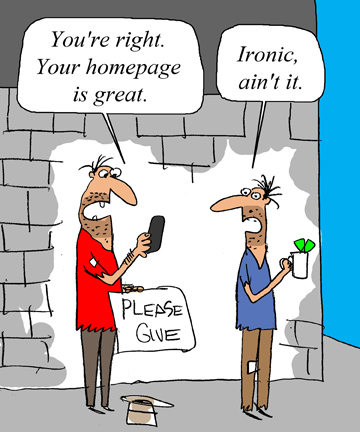 You're right.
Your homepage
is great.
Ironic,
ain't it.
PLEASE
GIVE